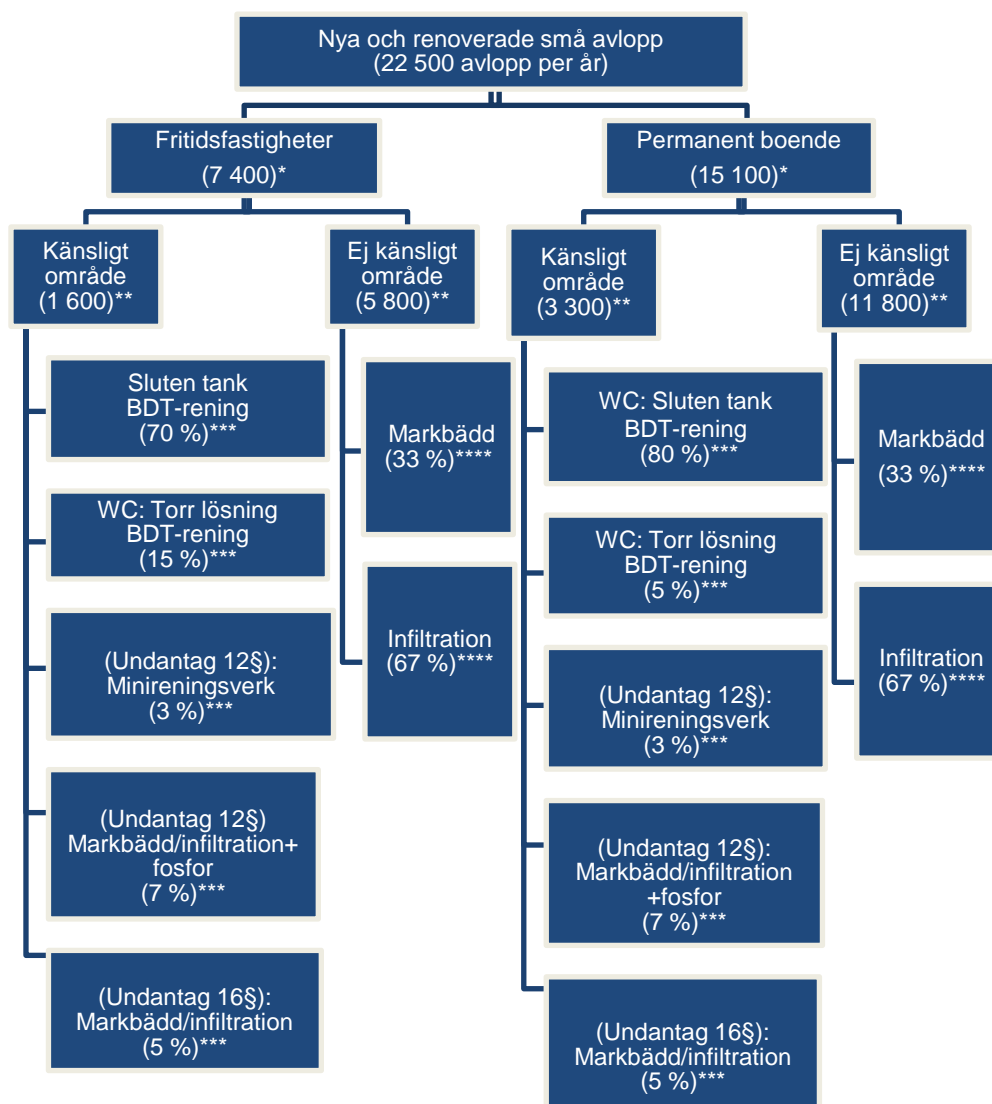 Nya och renoverade små avlopp
(22 500 avlopp per år)
Fritidsfastigheter
(7 400)*
Permanent boende
(15 100)*
Känsligt
område
(1 600)**
Ej känsligt
område
(5 800)**
Känsligt
område
(3 300)**
Ej känsligt
område
(11 800)**
Sluten tank
BDT-rening
(70 %)***
WC: Torr lösning
BDT-rening
(15 %)***
(Undantag 12§):
Minireningsverk
(3 %)***
(Undantag 12§)
Markbädd/infiltration+
fosfor
(7 %)***
(Undantag 16§):
Markbädd/infiltration
(5 %)***
Markbädd
(33 %)****
Infiltration
(67 %)****
WC: Sluten tank
BDT-rening
(80 %)***
WC: Torr lösning
BDT-rening
(5 %)***
(Undantag 12§):
Minireningsverk
(3 %)***
(Undantag 12§):
Markbädd/infiltration
+fosfor
(7 %)***
(Undantag 16§):
Markbädd/infiltration
(5 %)***
Markbädd
(33 %)****
Infiltration
(67 %)****